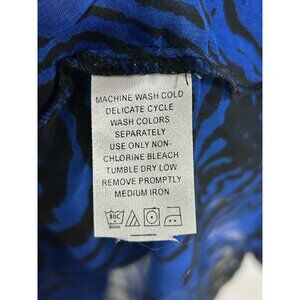 MACHINE WASH COLD
DELICATE CYCLE
WASH COLORS
SEPARATELY
USE ONLY NON-
CHLORINE BLEACH
TUMBLE DRY LOW
REMOVE PROMPTLY
MEDIUM IRON